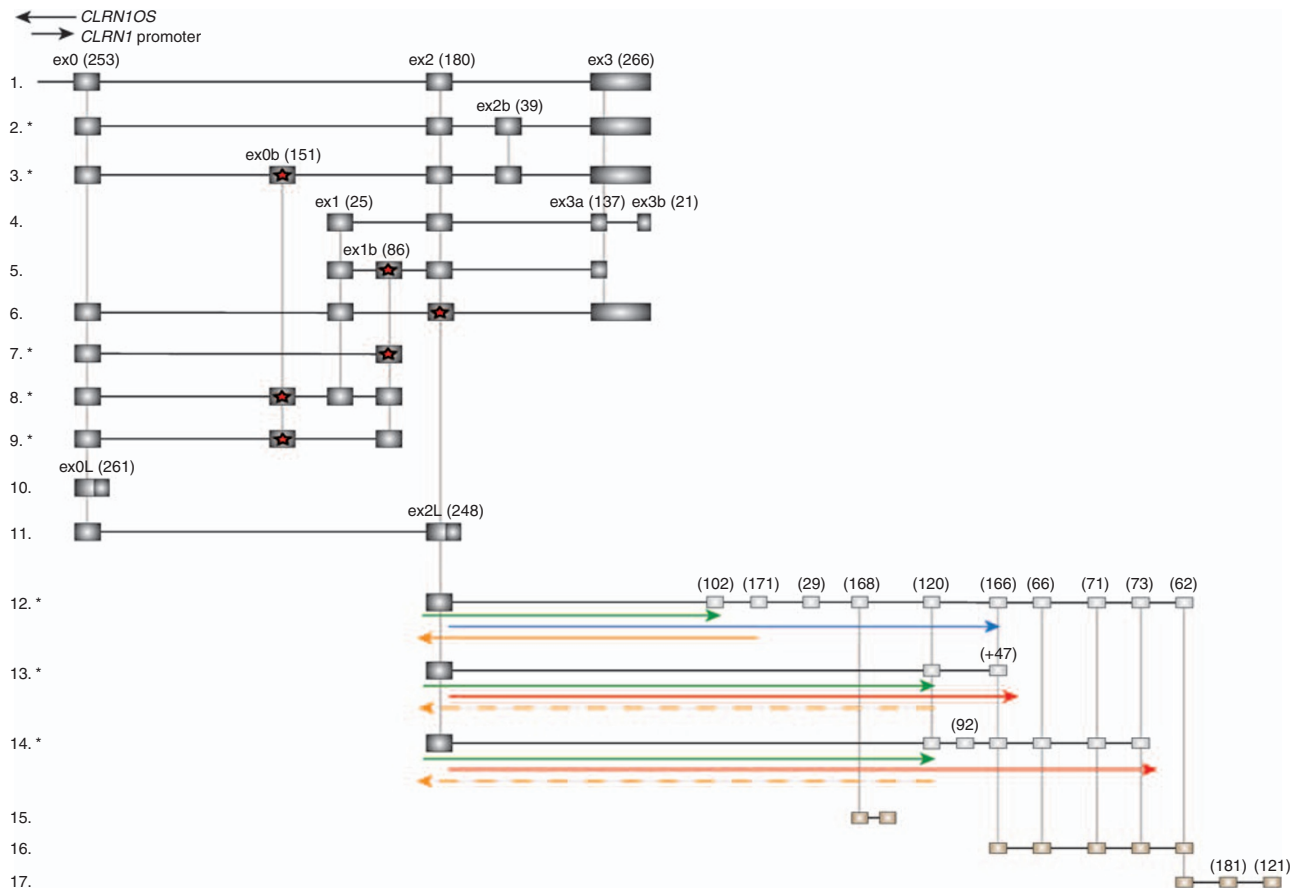 CLRN1OS
CLRN1 promoter
ex0 (253) ex2 (180) ex3 (266)
1.
ex2b (39)
2. *
ex0b (151)
3. *
ex1 (25) ex3a (137) ex3b (21)
4.
ex1b (86)
5.
6.
7. *
8. *
9. *
ex0L (261)
10.
ex2L (248)
11.
(102) (171) (29) (168) (120) (166) (66) (71) (73) (62)
12. *
(+47)
13. *
(92)
14. *
15.
16.
(181) (121)
17.